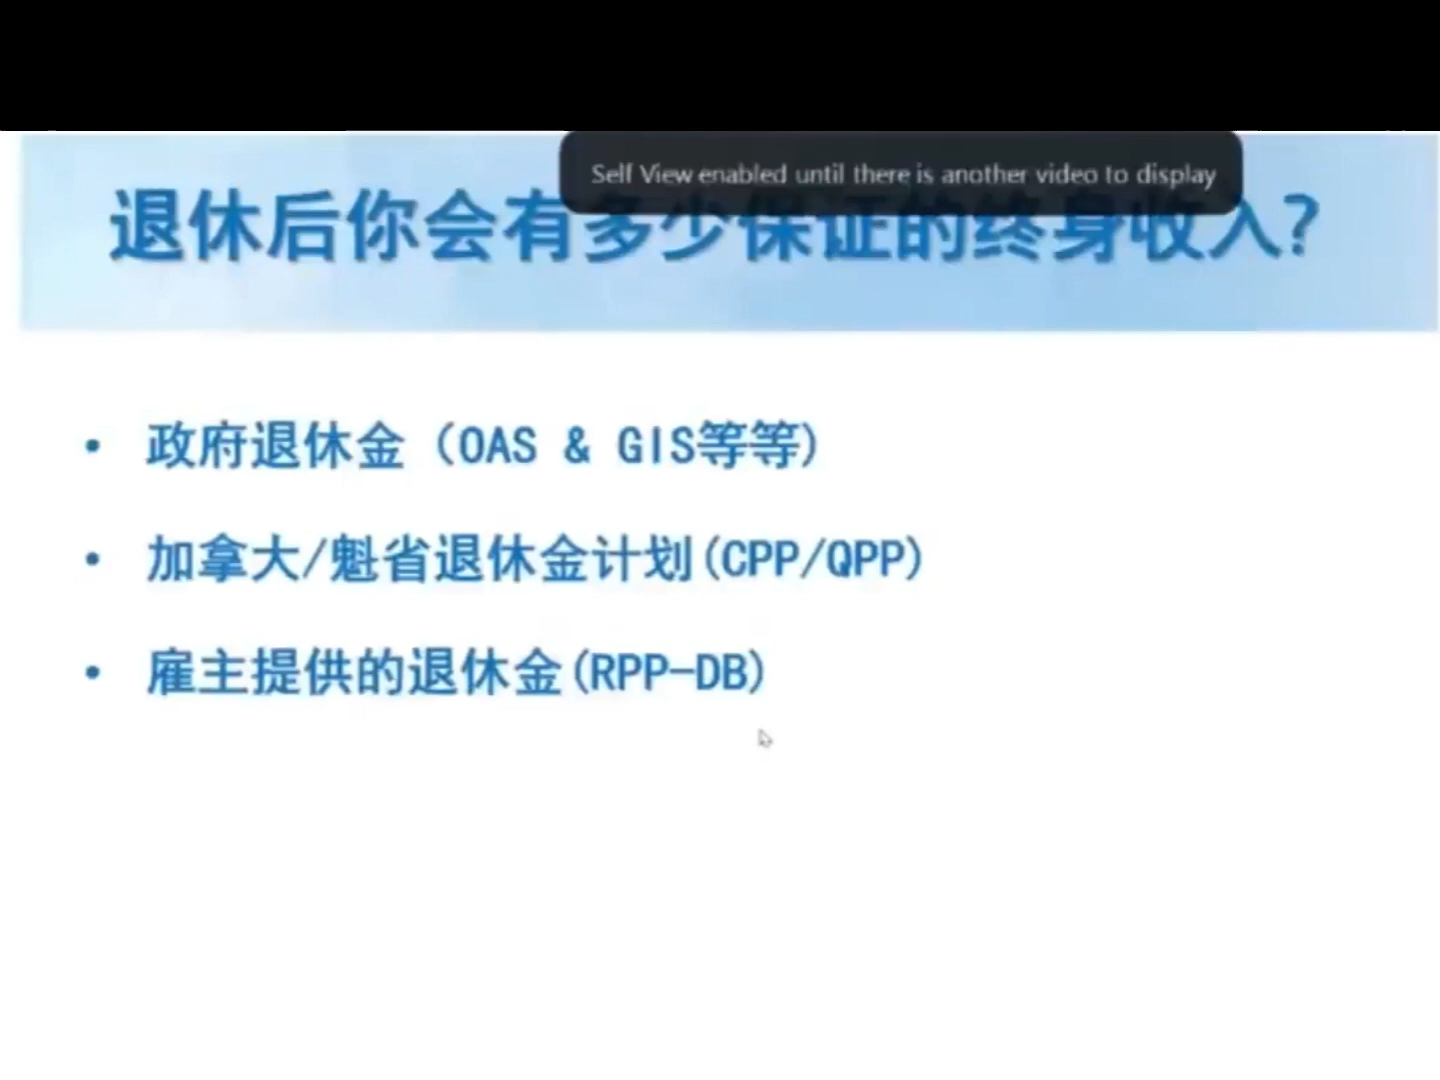 Self View enabled until there is another video to display
退休后你会有多少保证的终身收入?
• 政府退休金（OAS & GIS等等)
• 加拿大/魁省退休金计划(CPP/QPP)
• 雇主提供的退休金(RPP-DB)